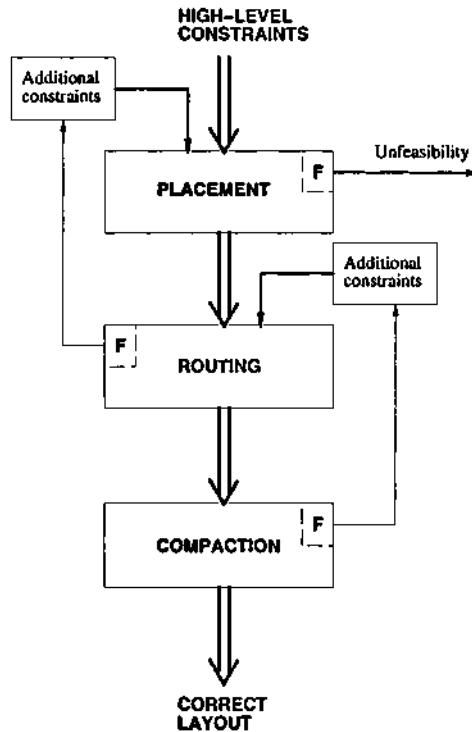 HIGH-LEVEL
CONSTRAINTS
Additional
constraints
Unfeasibility
F
PLACEMENT
Additional
constraints
F
ROUTING
F
COMPACTION
CORRECT
LAYOUT